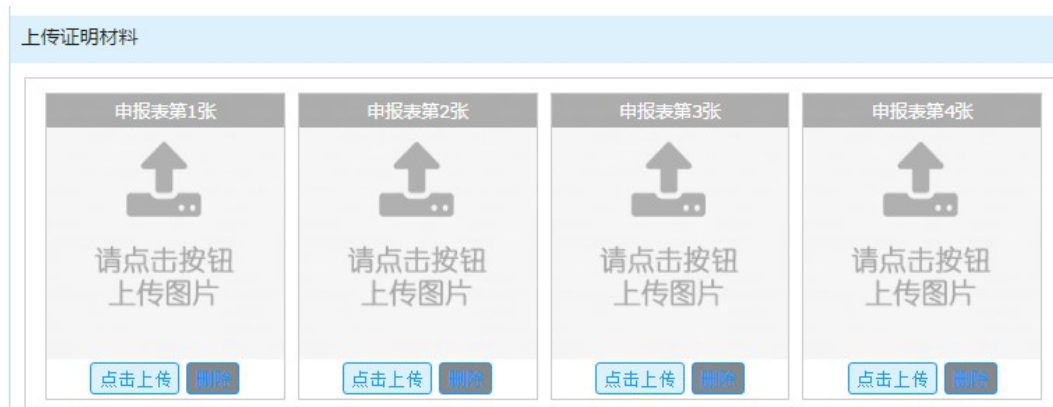 上传证明材料
申报表第1张 申报表第2张 申报表第3张 申报表第4张
请点击按钮 请点击按钮 请点击按钮 请点击按钮
上传图片 上传图片 上传图片 上传图片
点击上传 删除 点击上传 删除 点击上传 删除 点击上传 删除